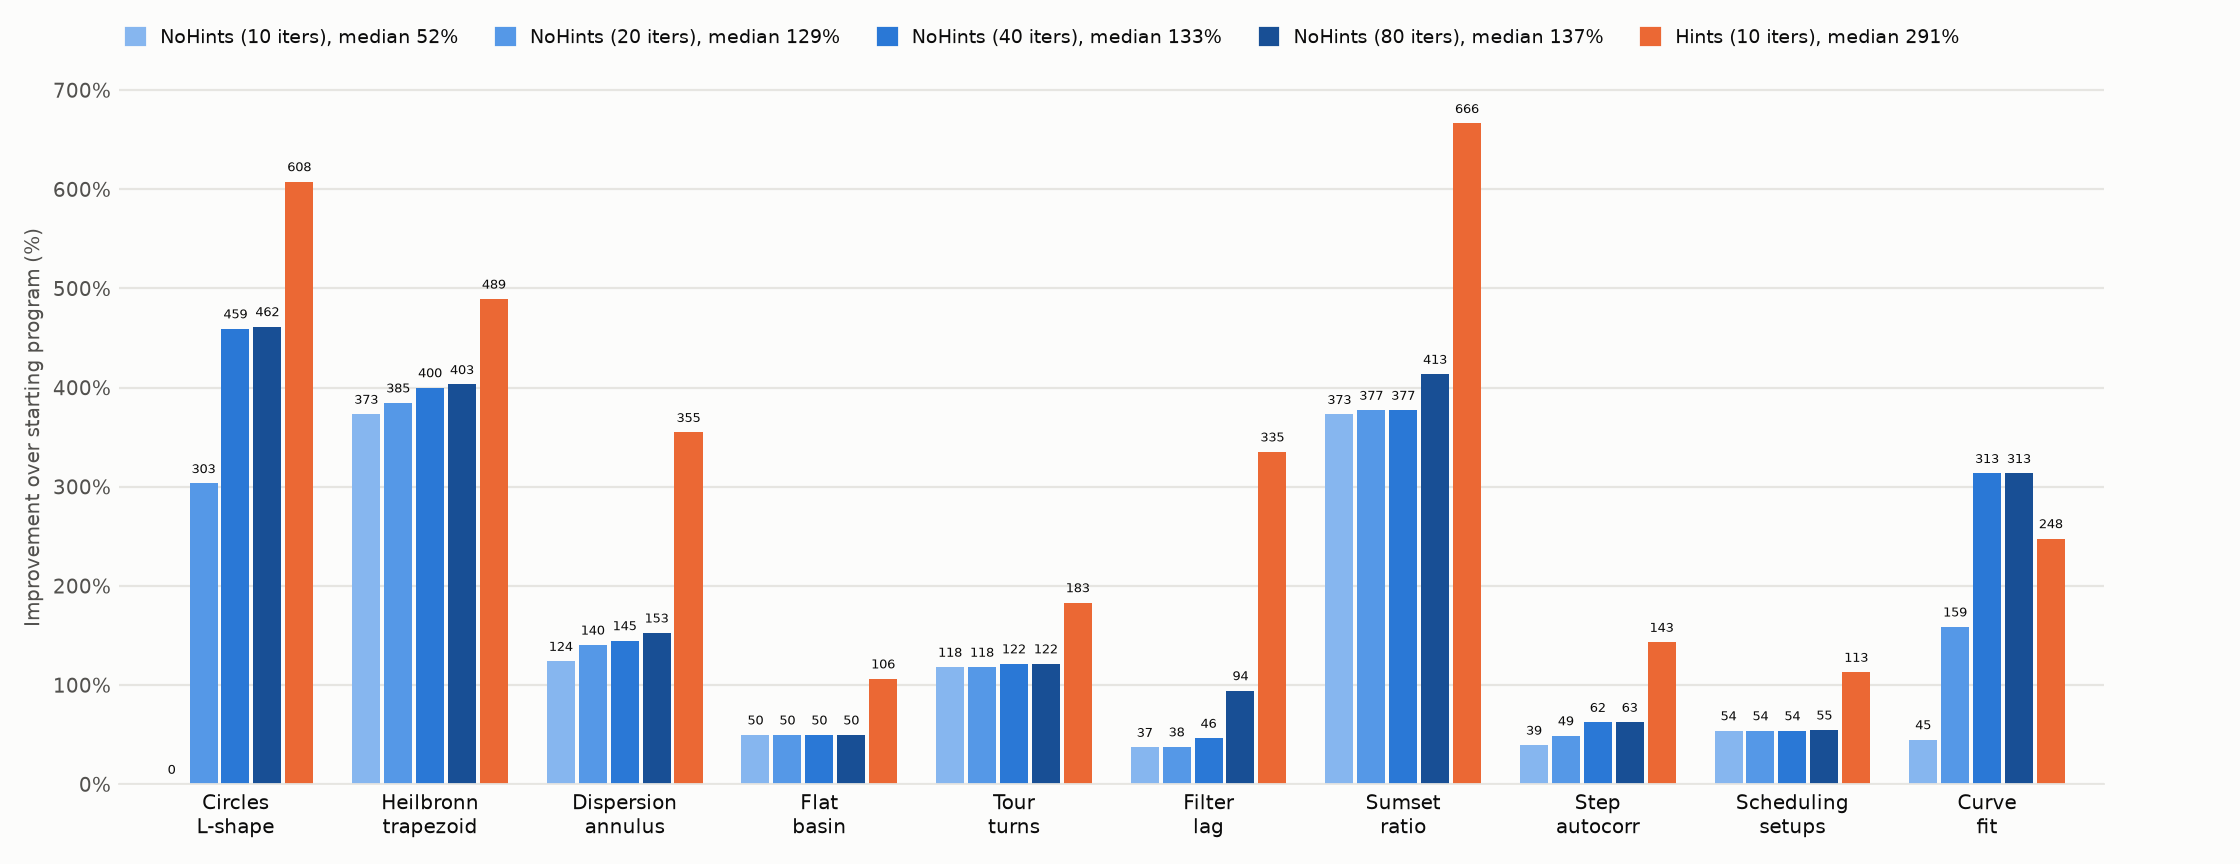 NoHints (10 iters), median 52%
NoHints (20 iters), median 129%
NoHints (40 iters), median 133%
NoHints (80 iters), median 137%
Hints (10 iters), median 291%
Improvement over starting program (%)
700%
600%
500%
400%
300%
200%
100%
0%
0
303
459
462
608
373
385
400
403
489
124
140
145
153
355
50
50
50
50
106
118
118
122
122
183
37
38
46
94
335
373
377
377
413
666
39
49
62
63
143
54
54
54
55
113
45
159
313
313
248
Circles
L-shape
Heilbronn
trapezoid
Dispersion
annulus
Flat
basin
Tour
turns
Filter
lag
Sumset
ratio
Step
autocorr
Scheduling
setups
Curve
fit